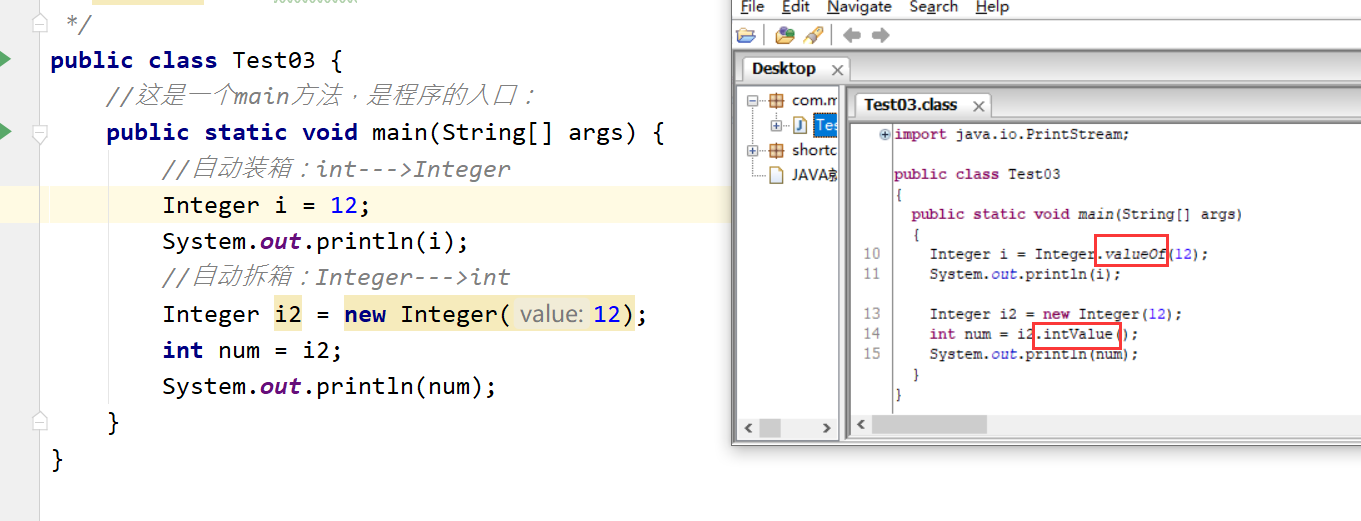 */
public class Test03 {
//这是一个main方法，是程序的入口：
public static void main(String[] args) {
//自动装箱：int--->Integer
Integer i = 12;
System.out.println(i);
//自动拆箱：Integer--->int
Integer i2 = new Integer( value: 12);
int num = i2;
System.out.println(num);
}
}
File Edit Navigate Search Help
Desktop
com.m
Te
shortc
Test03.class
import java.io.PrintStream;
public class Test03
{
public static void main(String[] args)
{
10 Integer i = Integer.valueOf(12);
11 System.out.println(i);
13 Integer i2 = new Integer(12);
14 int num = i2.intValue();
15 System.out.println(num);
}
}